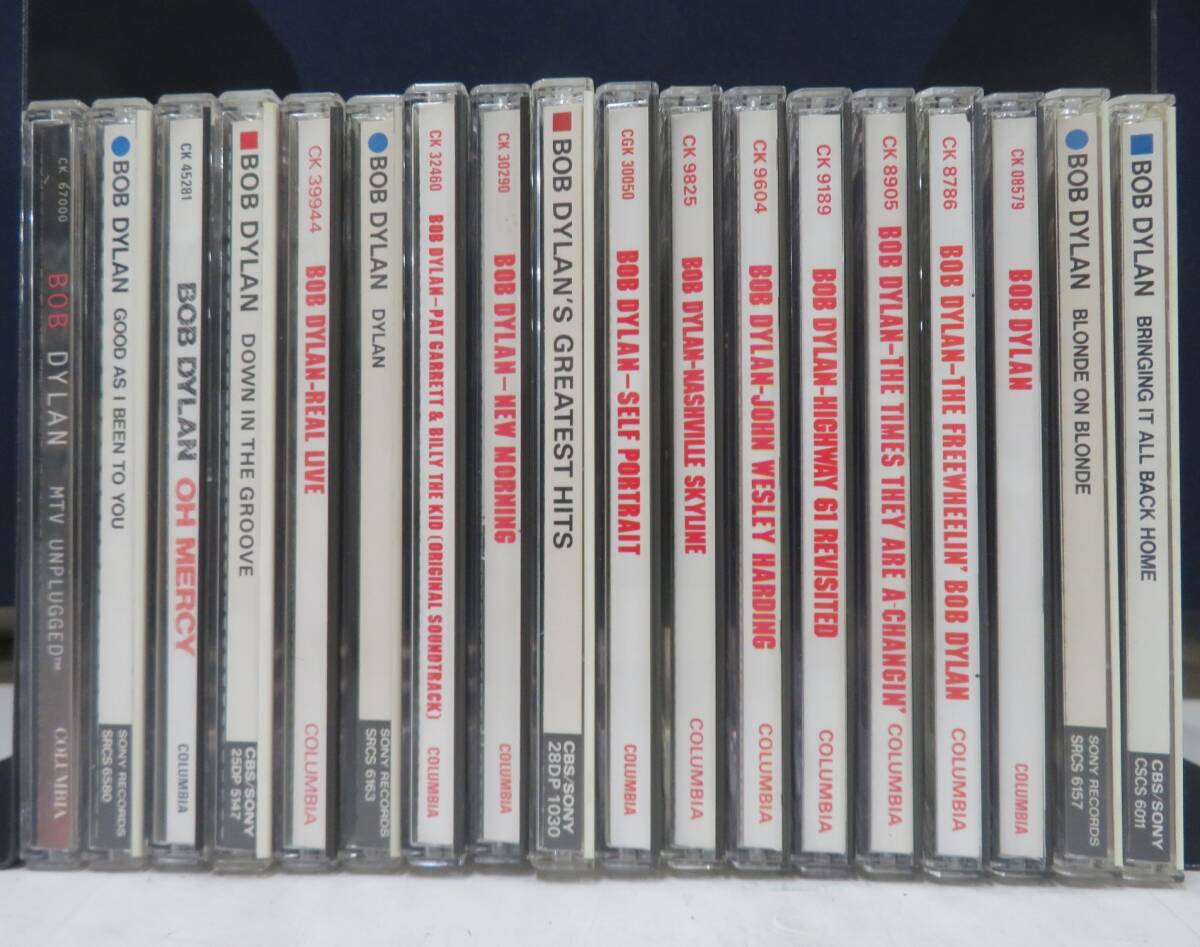 CK 67000 BOB DYLAN MTV UNPLUGGED™ COLUMBIA
BOB DYLAN GOOD AS I BEEN TO YOU SONY RECORDS
SRCS 6580
CK 45281 BOB DYLAN OH MERCY COLUMBIA
BOB DYLAN DOWN IN THE GROOVE CBS/SONY
25DP 5147
CK 39944 BOB DYLAN-REAL LIVE COLUMBIA
BOB DYLAN DYLAN SONY RECORDS
SRCS 6163
CK 32460 BOB DYLAN—PAT GARRETT & BILLY THE KID (ORIGINAL SOUNDTRACK) COLUMBIA
CK 30290 BOB DYLAN—NEW MORNING COLUMBIA
BOB DYLAN'S GREATEST HITS CBS/SONY
28DP 1030
CGK 30050 BOB DYLAN—SELF PORTRAIT COLUMBIA
CK 9825 BOB DYLAN-NASHVILLE SKYLINE COLUMBIA
CK 9604 BOB DYLAN-JOHN WESLEY HARDING COLUMBIA
CK 9189 BOB DYLAN-HIGHWAY 61 REVISITED COLUMBIA
CK 8905 BOB DYLAN—THE TIMES THEY ARE A-CHANGIN' COLUMBIA
CK 8786 BOB DYLAN—THE FREEWHEELIN' BOB DYLAN COLUMBIA
CK 08579 BOB DYLAN COLUMBIA
BOB DYLAN BLONDE ON BLONDE SONY RECORDS
SRCS 6157
BOB DYLAN BRINGING IT ALL BACK HOME CBS/SONY
CSCS 6011